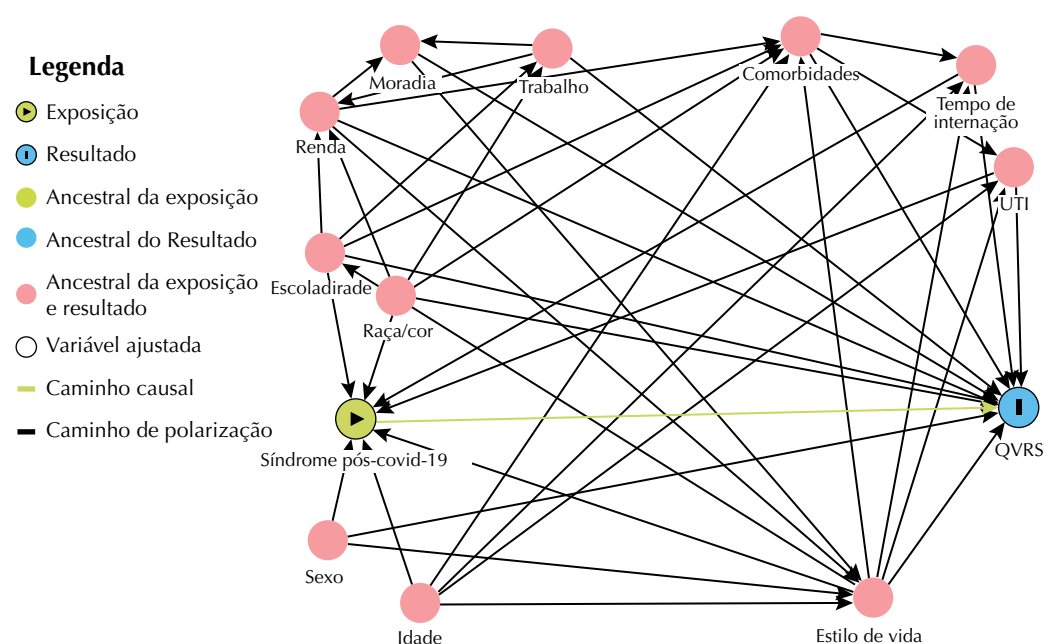 Legenda
Exposição
Resultado
Ancestral da exposição
Ancestral do Resultado
Ancestral da exposição
e resultado
Variável ajustada
Caminho causal
Caminho de polarização
Moradia
Trabalho
Comorbidades
Tempo de
internação
Renda
UTI
Escoladirade
Raça/cor
Síndrome pós-covid-19
QVRS
Sexo
Idade
Estilo de vida